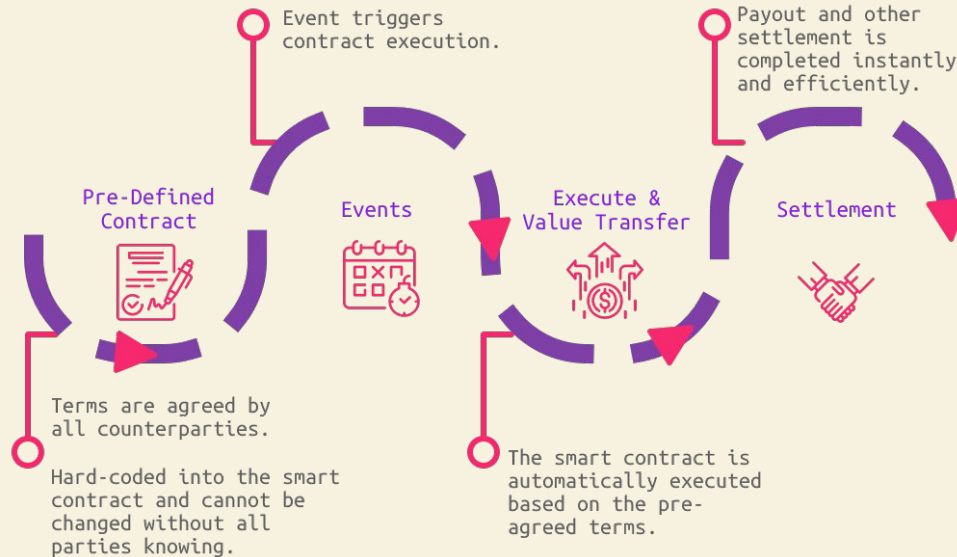 Event triggers
contract execution.
Payout and other
settlement is
completed instantly
and efficiently.
Pre-Defined
Contract
Events
Execute &
Value Transfer
Settlement
Terms are agreed by
all counterparties.
Hard-coded into the smart
contract and cannot be
changed without all
parties knowing.
The smart contract is
automatically executed
based on the pre-
agreed terms.